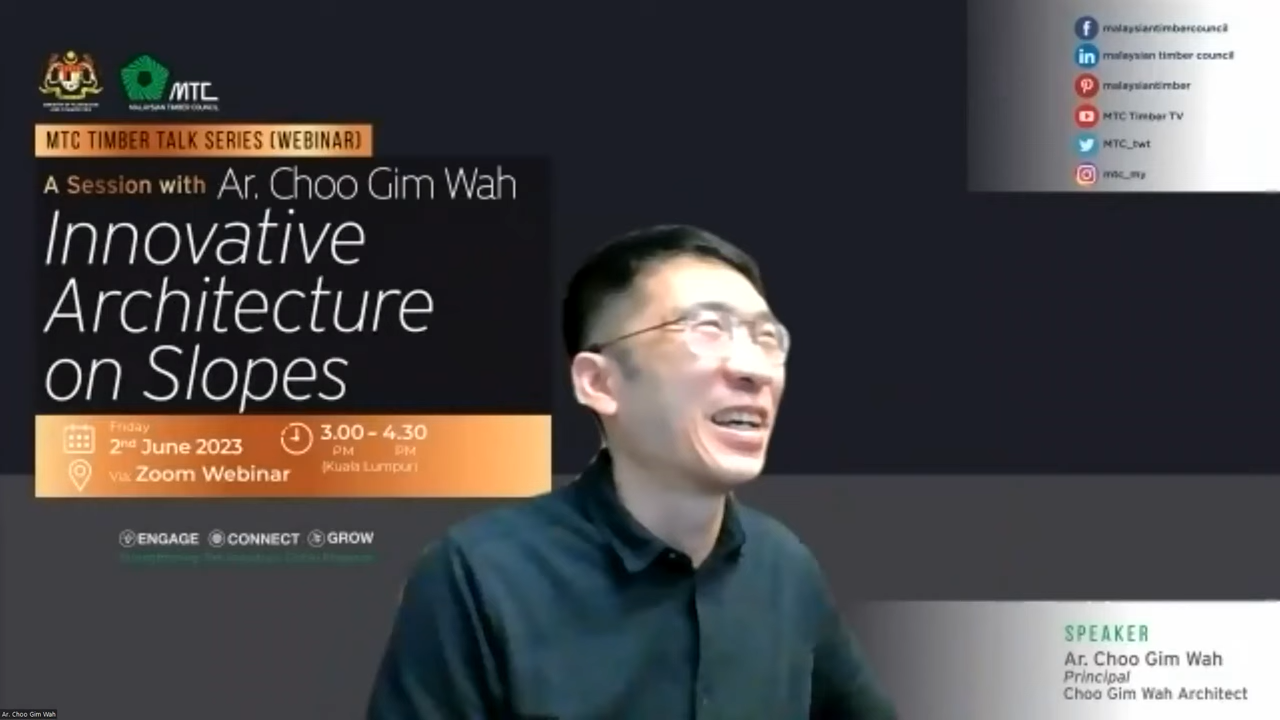 MTC
MALAYSIAN TIMBER COUNCIL
MTC TIMBER TALK SERIES (WEBINAR)
A Session with Ar. Choo Gim Wah
Innovative
Architecture
on Slopes
Friday
2nd June 2023
3.00 – 4.30
PM PM
(Kuala Lumpur)
Via Zoom Webinar
ENGAGE CONNECT GROW
malaysiantimbercouncil
malaysian timber council
malaysiantimber
MTC Timber TV
MTC_twt
mtc_my
SPEAKER
Ar. Choo Gim Wah
Principal
Choo Gim Wah Architect
Ar. Choo Gim Wah